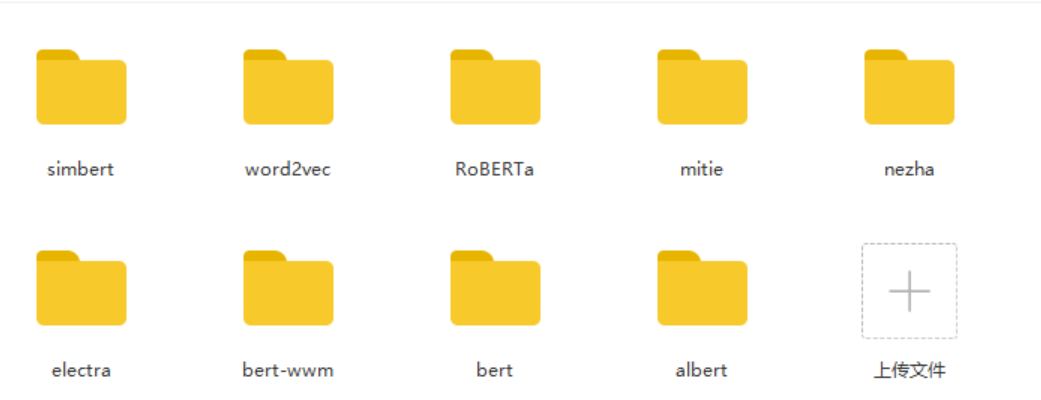 simbert
word2vec
RoBERTa
mitie
nezha
electra
bert-wwm
bert
albert
上传文件